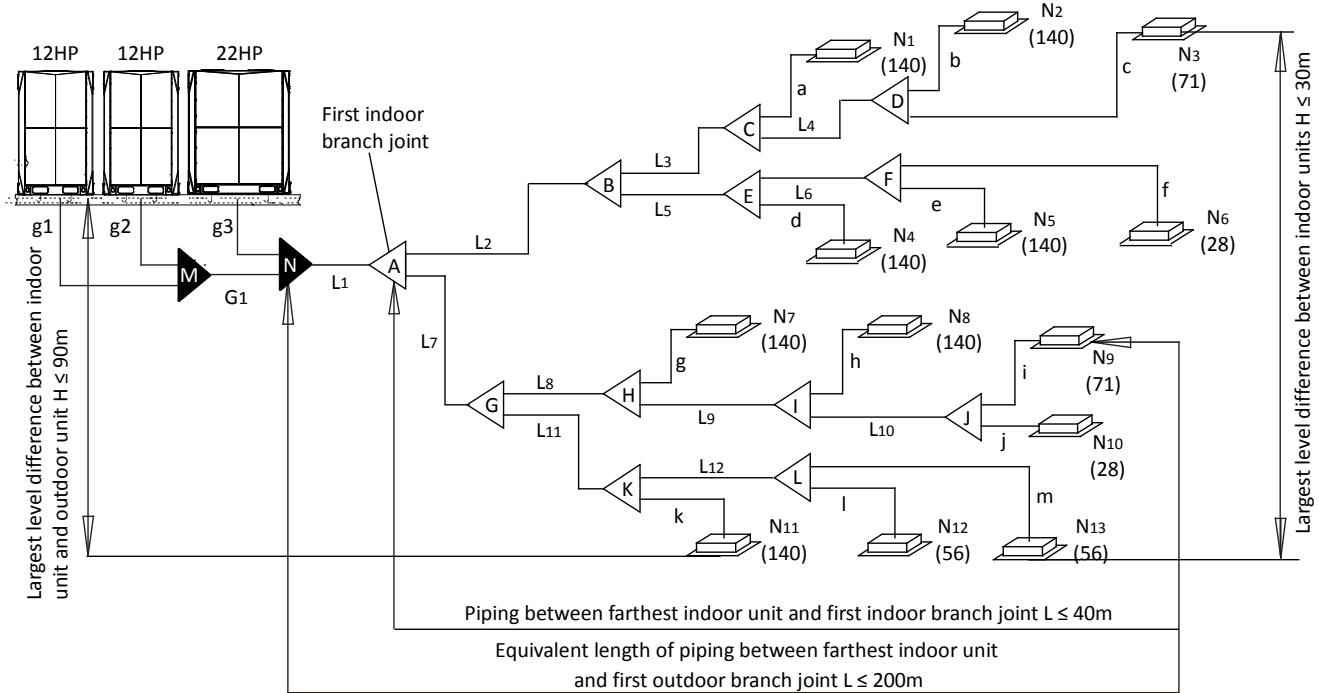 12HP
12HP
22HP
First indoor
branch joint
g1
g2
g3
M
G1
N
L1
A
L2
B
L3
C
a
N1
(140)
L4
D
b
N2
(140)
c
N3
(71)
L5
E
L6
d
N4
(140)
F
e
N5
(140)
f
N6
(28)
L7
G
L8
H
g
N7
(140)
L9
I
h
N8
(140)
L10
J
i
N9
(71)
j
N10
(28)
L11
K
L12
k
N11
(140)
L
l
N12
(56)
m
N13
(56)
Largest level difference between indoor
unit and outdoor unit H ≤ 90m
Largest level difference between indoor units H ≤ 30m
Piping between farthest indoor unit and first indoor branch joint L ≤ 40m
Equivalent length of piping between farthest indoor unit
and first outdoor branch joint L ≤ 200m